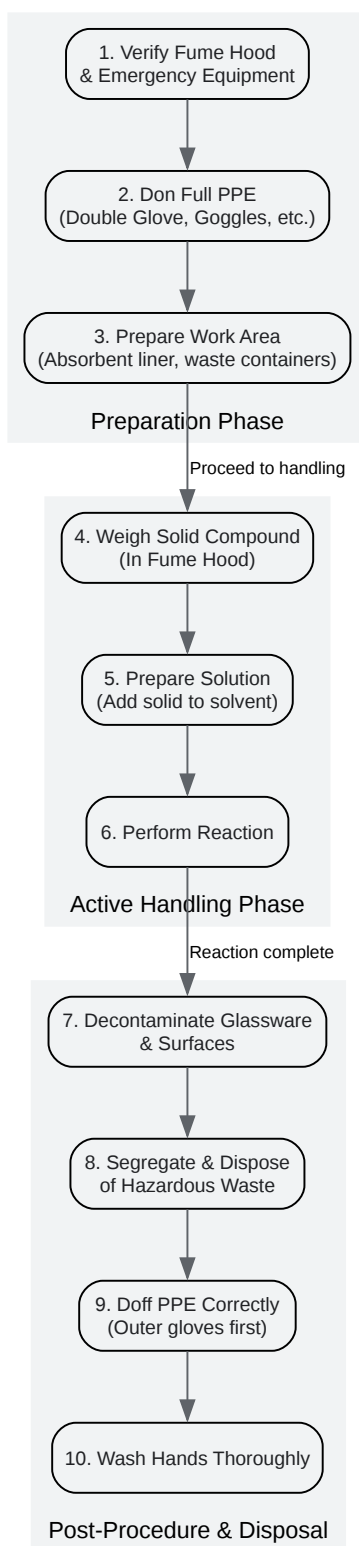 1. Verify Fume Hood
& Emergency Equipment
2. Don Full PPE
(Double Glove, Goggles, etc.)
3. Prepare Work Area
(Absorbent liner, waste containers)
Preparation Phase
Proceed to handling
4. Weigh Solid Compound
(In Fume Hood)
5. Prepare Solution
(Add solid to solvent)
6. Perform Reaction
Active Handling Phase
Reaction complete
7. Decontaminate Glassware
& Surfaces
8. Segregate & Dispose
of Hazardous Waste
9. Doff PPE Correctly
(Outer gloves first)
10. Wash Hands Thoroughly
Post-Procedure & Disposal